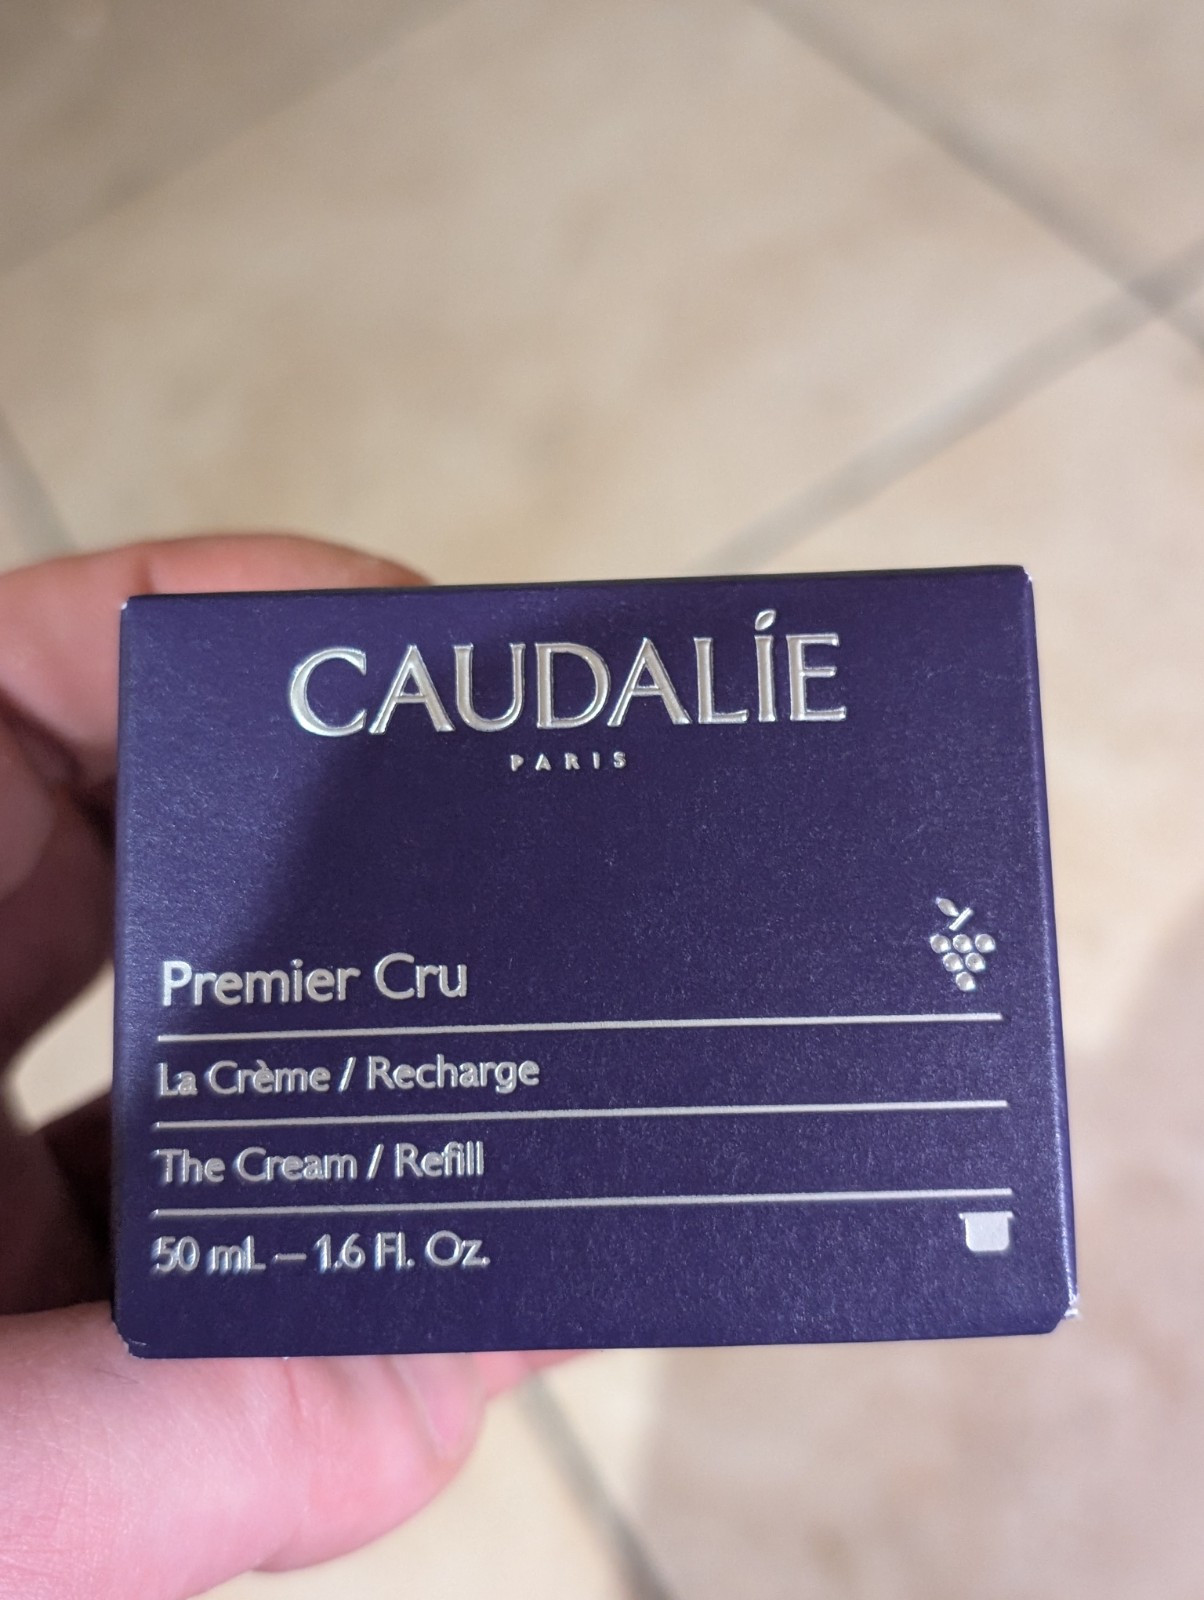 CAUDALÍE
PARIS
Premier Cru
La Crème / Recharge
The Cream / Refill
50 mL – 1.6 Fl. Oz.